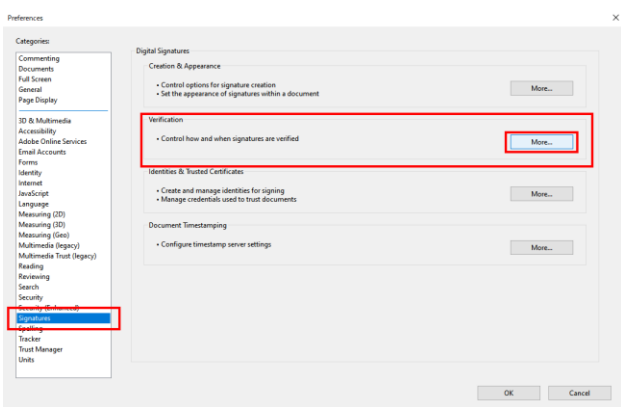 Preferences
Categories:
Commenting
Documents
Full Screen
General
Page Display
3D & Multimedia
Accessibility
Adobe Online Services
Email Accounts
Forms
Identity
Internet
JavaScript
Language
Measuring (2D)
Measuring (3D)
Measuring (Geo)
Multimedia (legacy)
Multimedia Trust (legacy)
Reading
Reviewing
Search
Security
Security (Enhanced)
Signatures
Spelling
Tracker
Trust Manager
Units
Digital Signatures
Creation & Appearance
• Control options for signature creation
• Set the appearance of signatures within a document
More...
Verification
• Control how and when signatures are verified
More...
Identities & Trusted Certificates
• Create and manage identities for signing
• Manage credentials used to trust documents
More...
Document Timestamping
• Configure timestamp server settings
More...
OK
Cancel